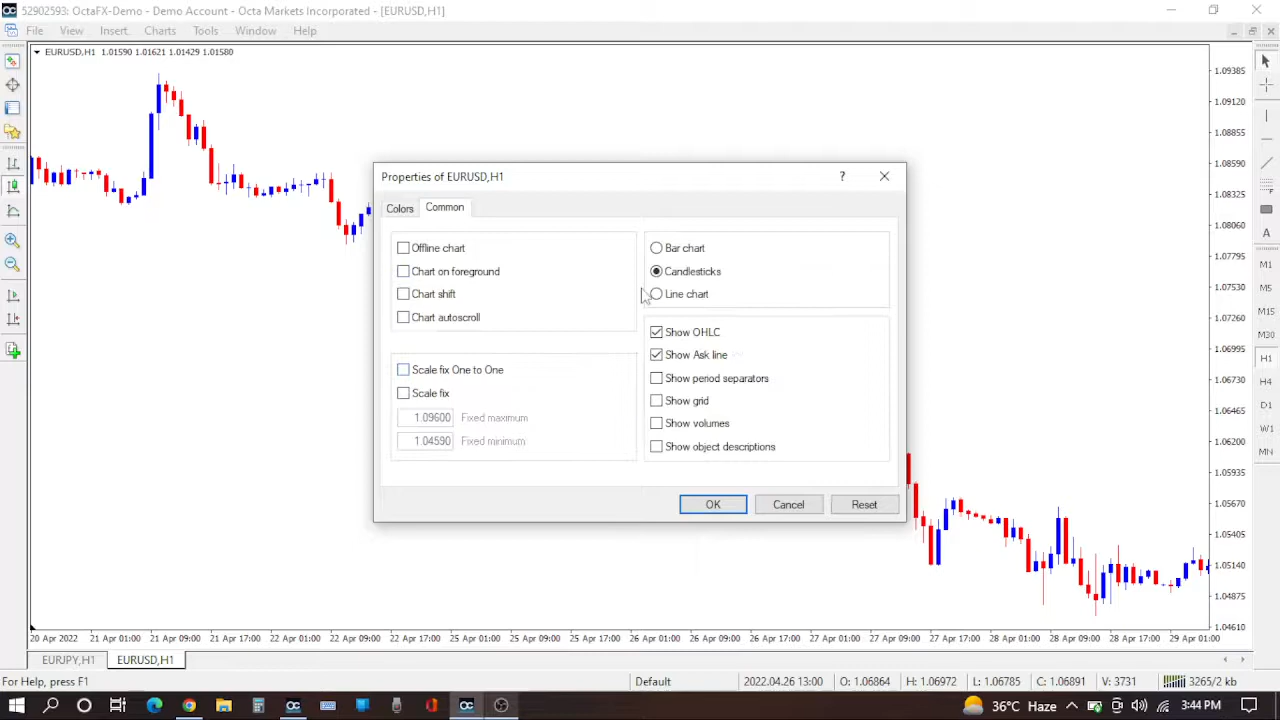 52902593: OctaFX-Demo - Demo Account - Octa Markets Incorporated - [EURUSD,H1]
File View Insert Charts Tools Window Help
EURUSD,H1 1.01590 1.01621 1.01429 1.01580
1.09385
1.09120
1.08855
1.08590
1.08325
1.08060
1.07795
1.07530
1.07260
1.06995
1.06730
1.06465
1.06200
1.05935
1.05670
1.05405
1.05140
1.04875
1.04610
A
M1
M5
M15
M30
H1
H4
D1
W1
MN
Properties of EURUSD,H1
Colors Common
Offline chart
Chart on foreground
Chart shift
Chart autoscroll
Scale fix One to One
Scale fix
1.09600 Fixed maximum
1.04590 Fixed minimum
Bar chart
Candlesticks
Line chart
Show OHLC
Show Ask line
Show period separators
Show grid
Show volumes
Show object descriptions
OK Cancel Reset
20 Apr 2022 21 Apr 01:00 21 Apr 09:00 21 Apr 17:00 22 Apr 01:00 22 Apr 09:00 22 Apr 17:00 25 Apr 01:00 25 Apr 09:00 25 Apr 17:00 26 Apr 01:00 26 Apr 09:00 26 Apr 17:00 27 Apr 01:00 27 Apr 09:00 27 Apr 17:00 28 Apr 01:00 28 Apr 09:00 28 Apr 17:00 29 Apr 01:00
EURJPY,H1 EURUSD,H1
For Help, press F1 Default 2022.04.26 13:00 O: 1.06864 H: 1.06972 L: 1.06785 C: 1.06891 V: 3731 3265/2 kb
36°C Haze 3:44 PM